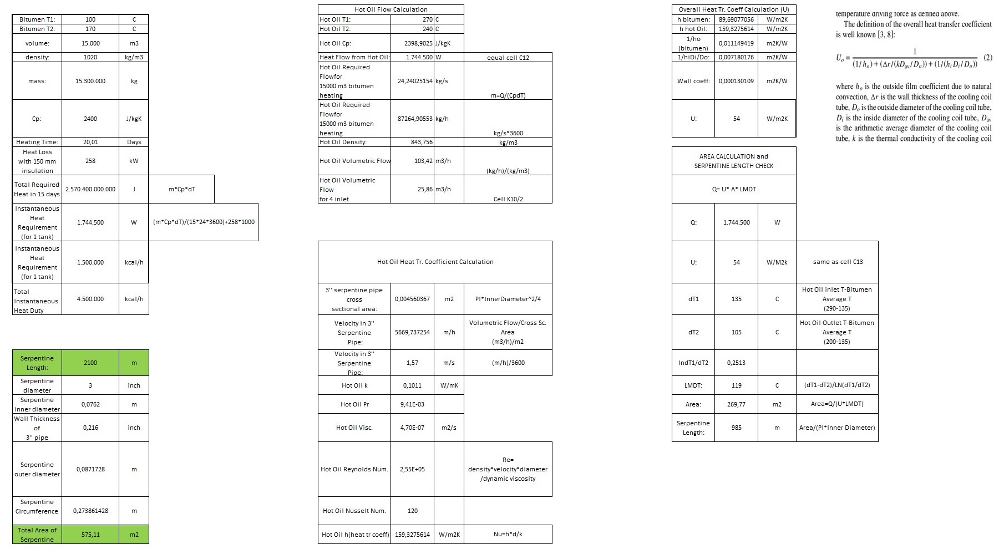 Bitumen T1: 100 C
Bitumen T2: 170 C
volume: 15.000 m3
density: 1020 kg/m3
mass: 15.300.000 kg
Cp: 2400 J/kgK
Heating Time: 20,01 Days
Heat Loss
with 150 mm
insulation
258 kW
Total Required
Heat in 15 days
2.570.400.000.000 J m*Cp*dT
Instantaneous
Heat
Requirement
(for 1 tank)
1.744.500 W (m*Cp*dT)/(15*24*3600)+258*1000
Instantaneous
Heat
Requirement
(for 1 tank)
1.500.000 kcal/h
Total
Instantaneous
Heat Duty
4.500.000 kcal/h
Serpentine
Length:
2100 m
Serpentine
diameter
3 inch
Serpentine
inner diameter
0,0762 m
Wall Thickness
of
3" pipe
0,216 inch
Serpentine
outer diameter
0,0871728 m
Serpentine
Circumference
0,273861428 m
Total Area of
Serpentine
575,11 m2
Hot Oil Flow Calculation
Hot Oil T1: 270 C
Hot Oil T2: 240 C
Hot Oil Cp: 2398,9025 J/kgK
Heat Flow from Hot Oil: 1.744.500 W equal cell C12
Hot Oil Required
Flowfor
15000 m3 bitumen
heating
24,24025154 kg/s m=Q/(CpdT)
Hot Oil Required
Flowfor
15000 m3 bitumen
heating
87264,90553 kg/h kg/s*3600
Hot Oil Density: 843,756 kg/m3
Hot Oil Volumetric Flow 103,42 m3/h (kg/h)/(kg/m3)
Hot Oil Volumetric
Flow
for 4 inlet
25,86 m3/h Cell K10/2
Hot Oil Heat Tr. Coefficient Calculation
3'' serpentine pipe
cross
sectional area:
0,004560367 m2 PI*InnerDiameter^2/4
Velocity in 3''
Serpentine
Pipe:
5669,737254 m/h
Volumetric Flow/Cross Sc.
Area
(m3/h)/m2
Velocity in 3''
Serpentine
Pipe:
1,57 m/s (m/h)/3600
Hot Oil k 0,1011 W/mK
Hot Oil Pr 9,41E-03
Hot Oil Visc. 4,70E-07 m2/s
Hot Oil Reynolds Num. 2,55E+05
Re=
density*velocity*diameter
/dynamic viscosity
Hot Oil Nusselt Num. 120
Hot Oil h(heat tr coeff) 159,3275614 W/m2K Nu=h*d/k
Overall Heat Tr. Coeff Calculation (U)
h bitumen: 89,69077056 W/m2K
h hot Oil: 159,3275614 W/m2K
1/ho
(bitumen)
0,011149419 m2K/W
1/hiDi/Do: 0,007180176 m2K/W
Wall coeff: 0,000130109 m2K/W
U: 54 W/m2K
AREA CALCULATION and
SERPENTINE LENGTH CHECK
Q= U* A* LMDT
Q: 1.744.500 W
U: 54 W/M2k same as cell C13
dT1 135 C
Hot Oil inlet T-Bitumen
Average T
(290-135)
dT2 105 C
Hot Oil Outlet T-Bitumen
Average T
(200-135)
lndT1/dT2 0,2513
LMDT: 119 C (dT1-dT2)/LN(dT1/dT2)
Area: 269,77 m2 Area=Q/(U*LMDT)
Serpentine
Length:
985 m Area/(PI*Inner Diameter)
temperature driving force as defined above.
The definition of the overall heat transfer coefficient
is well known [3, 8]:
U_o = 1 / ((1/h_o) + (Δr/(kD_av/D_o)) + (1/(h_i D_i/D_o))) (2)
where h_o is the outside film coefficient due to natural
convection, Δr is the wall thickness of the cooling coil
tube, D_o is the outside diameter of the cooling coil tube,
D_i is the inside diameter of the cooling coil tube, D_av
is the arithmetic average diameter of the cooling coil
tube, k is the thermal conductivity of the cooling coil